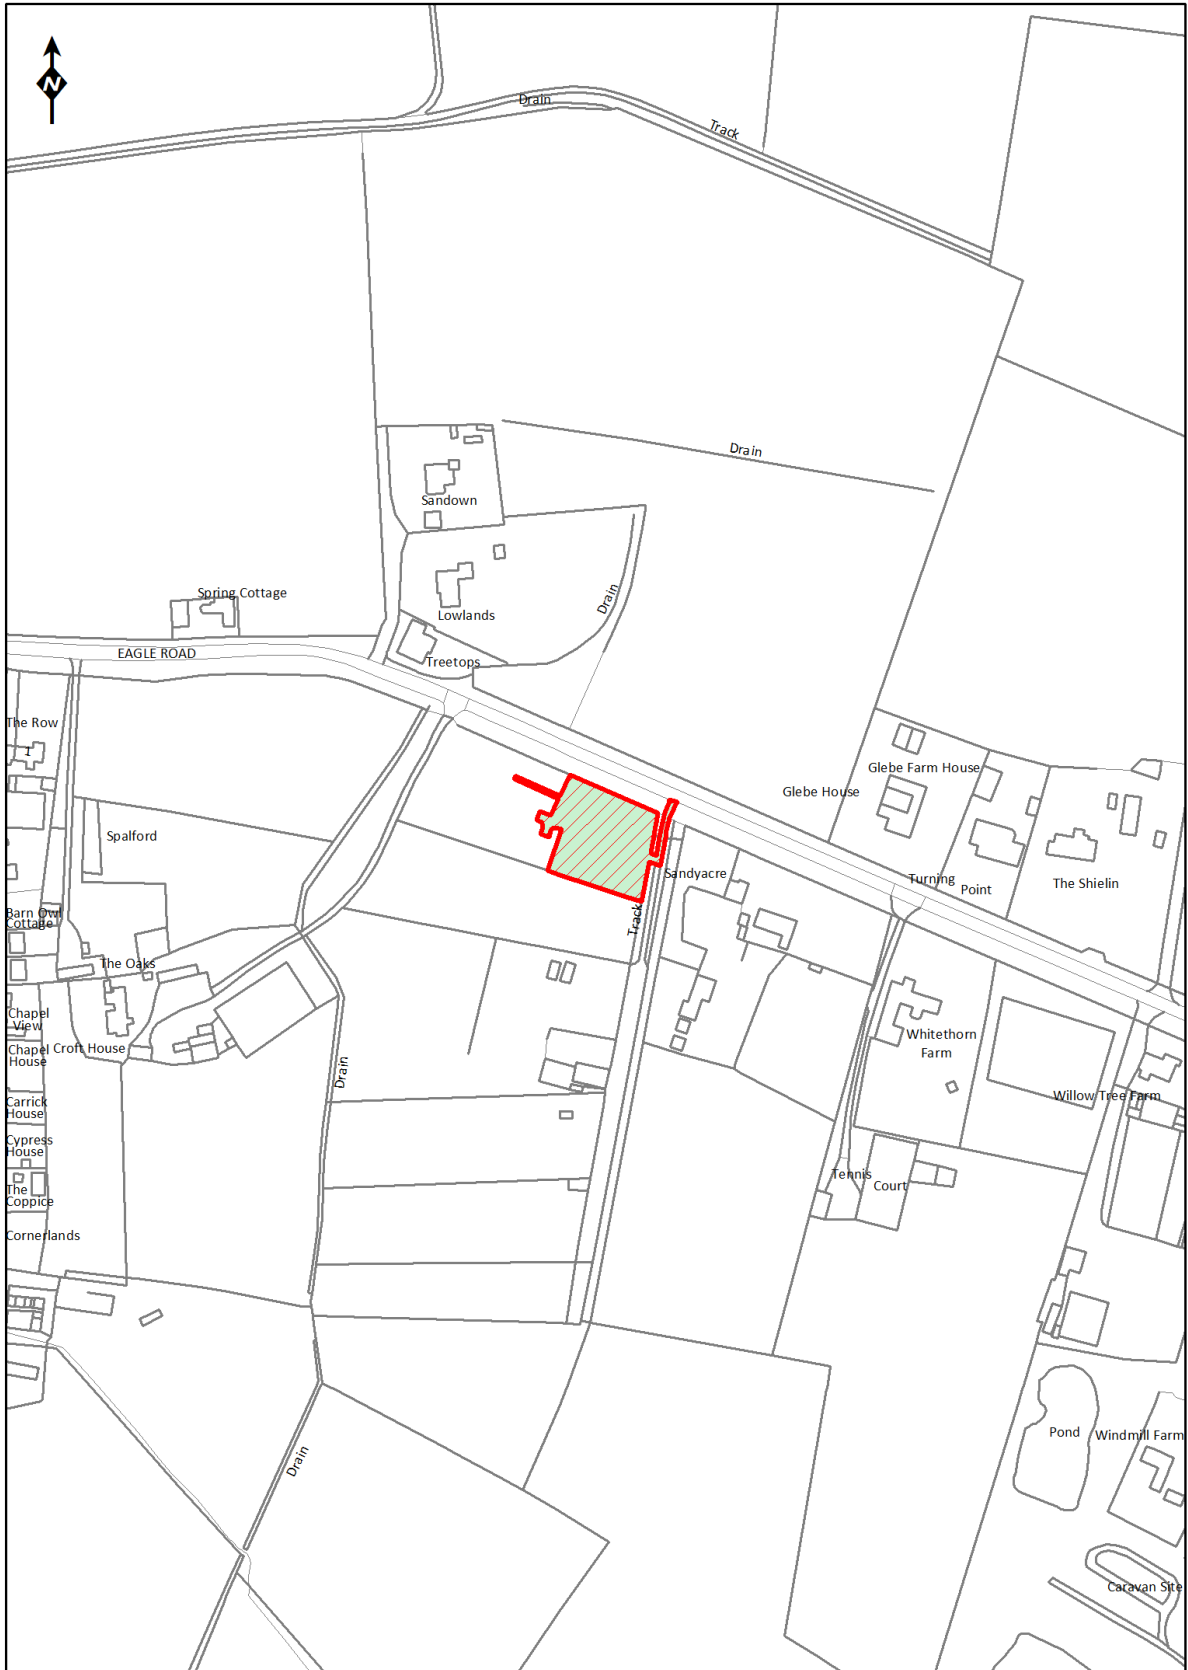 N
Drain
Track
Drain
Sandown
Spring Cottage
Drain
Lowlands
EAGLE ROAD
Treetops
The Row
1
Glebe Farm House
Glebe House
Spalford
Sandyacre
Turning
Point
The Shielin
Barn Owl
Cottage
Track
The Oaks
Chapel
View
Chapel
House
Croft House
Whitethorn
Farm
Drain
Willow Tree Farm
Carrick
House
Cypress
House
Tennis
Court
The
Coppice
Cornerlands
Pond
Windmill Farm
Drain
Caravan Site